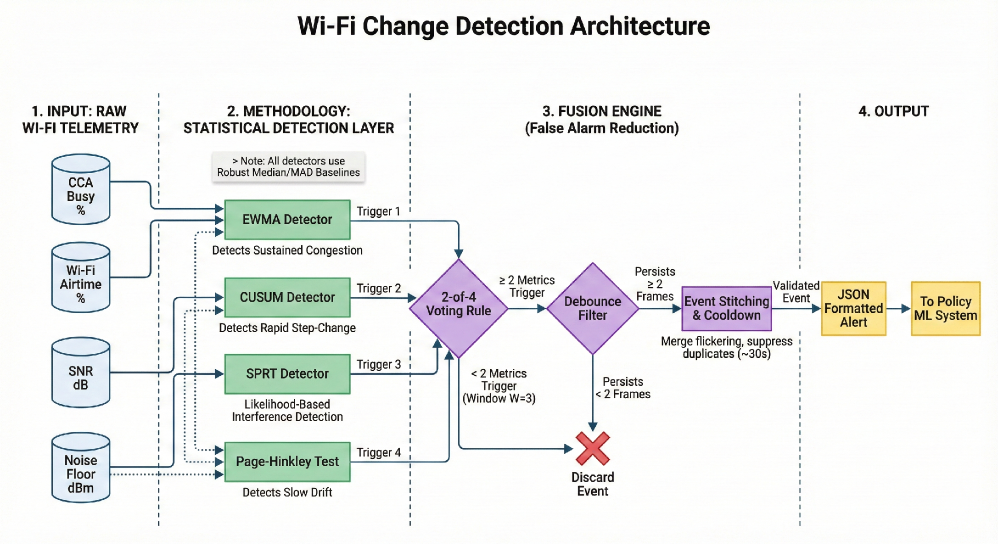 Wi-Fi Change Detection Architecture
1. INPUT: RAW
WI-FI TELEMETRY
2. METHODOLOGY:
STATISTICAL DETECTION LAYER
3. FUSION ENGINE
(False Alarm Reduction)
4. OUTPUT
CCA
Busy
%
Wi-Fi
Airtime
%
SNR
dB
Noise
Floor
dBm
> Note: All detectors use
Robust Median/MAD Baselines
EWMA Detector
Trigger 1
Detects Sustained Congestion
CUSUM Detector
Trigger 2
Detects Rapid Step-Change
SPRT Detector
Trigger 3
Likelihood-Based
Interference Detection
Page-Hinkley Test
Trigger 4
Detects Slow Drift
2-of-4
Voting Rule
≥ 2 Metrics
Trigger
< 2 Metrics
Trigger
(Window W=3)
Debounce
Filter
Persists
≥ 2
Frames
Persists
< 2 Frames
Discard
Event
Event Stitching
& Cooldown
Merge flickering, suppress
duplicates (~30s)
Validated
Event
JSON
Formatted
Alert
To Policy
ML System